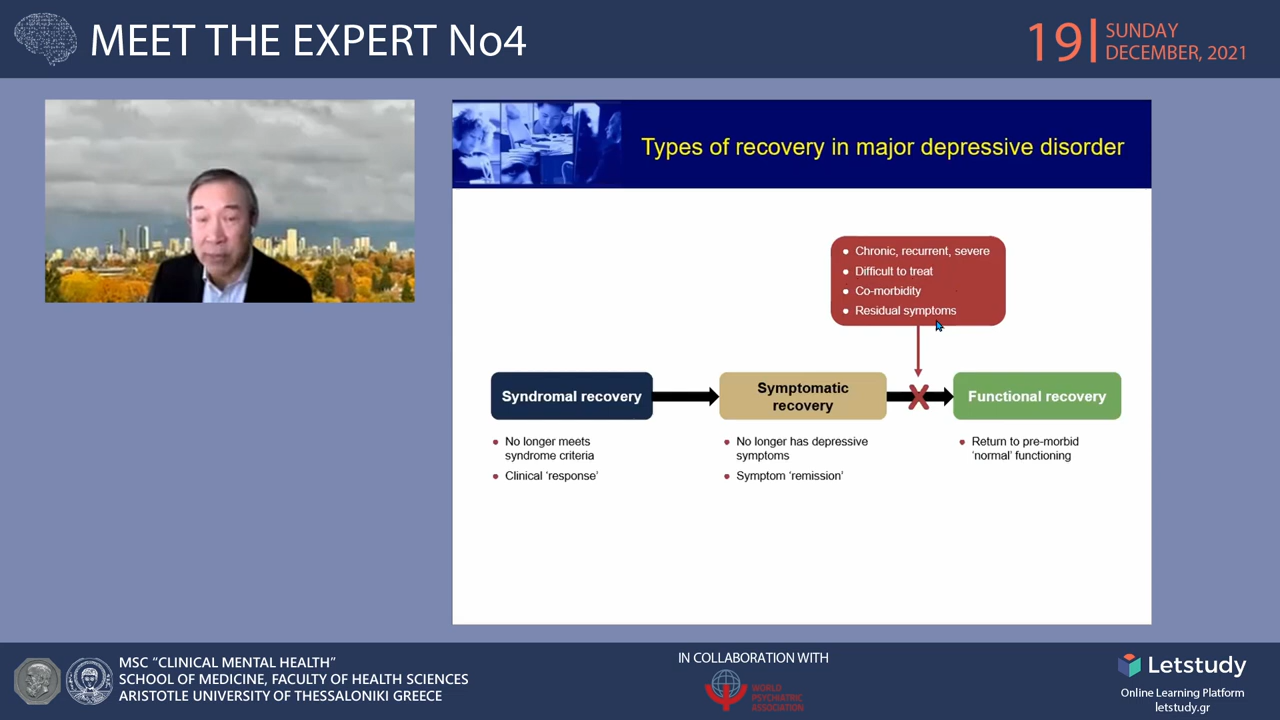 MEET THE EXPERT No4
19
SUNDAY
DECEMBER, 2021
Types of recovery in major depressive disorder
Chronic, recurrent, severe
Difficult to treat
Co-morbidity
Residual symptoms
Syndromal recovery
Symptomatic
recovery
Functional recovery
No longer meets
syndrome criteria
Clinical ‘response’
No longer has depressive
symptoms
Symptom ‘remission’
Return to pre-morbid
‘normal’ functioning
MSC “CLINICAL MENTAL HEALTH”
SCHOOL OF MEDICINE, FACULTY OF HEALTH SCIENCES
ARISTOTLE UNIVERSITY OF THESSALONIKI GREECE
IN COLLABORATION WITH
WORLD
PSYCHIATRIC
ASSOCIATION
Letstudy
Online Learning Platform
letstudy.gr